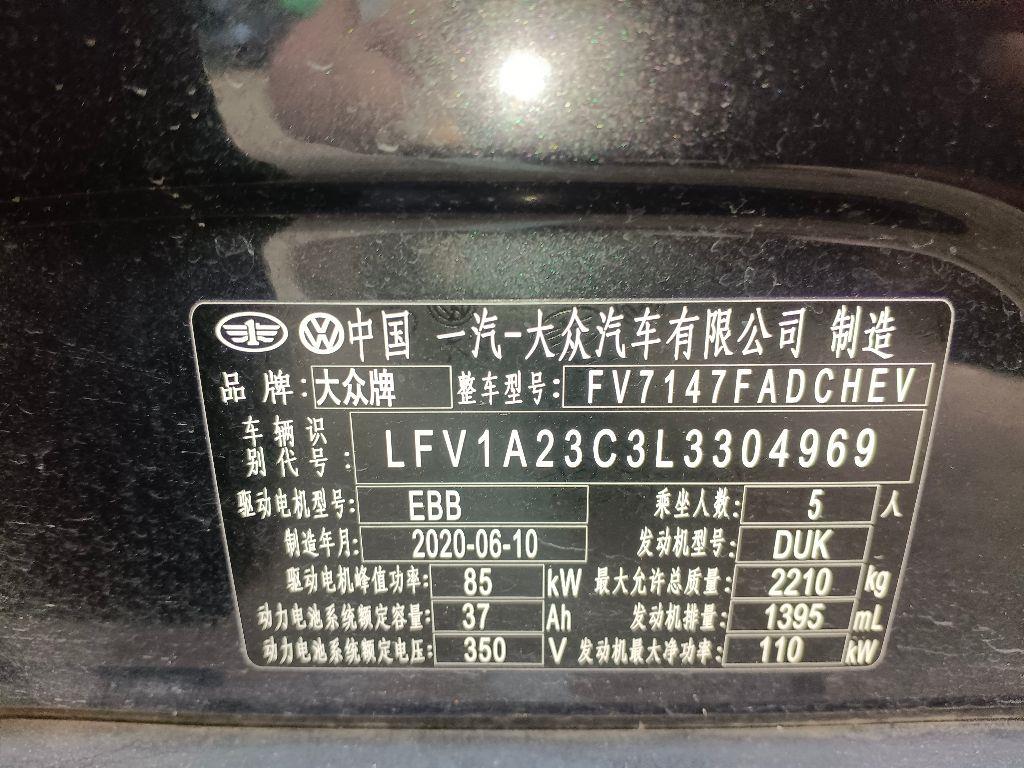 中国 一汽-大众汽车有限公司 制造
品牌: 大众牌 整车型号: FV7147FADCHEV
车辆识别代号: LFV1A23C3L3304969
驱动电机型号: EBB 乘坐人数: 5 人
制造年月: 2020-06-10 发动机型号: DUK
驱动电机峰值功率: 85 kW 最大允许总质量: 2210 kg
动力电池系统额定容量: 37 Ah 发动机排量: 1395 mL
动力电池系统额定电压: 350 V 发动机最大净功率: 110 kW